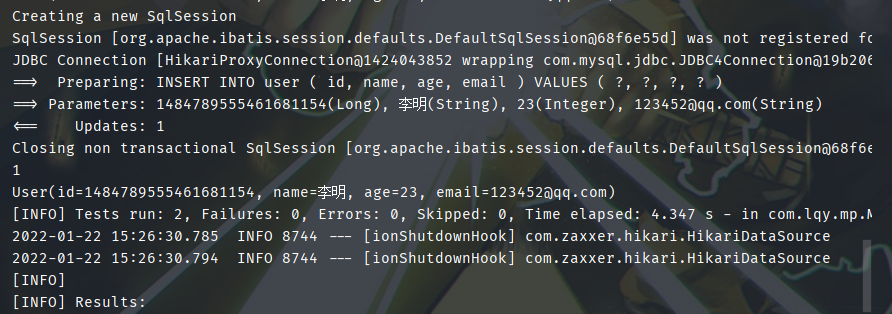 Creating a new SqlSession
SqlSession [org.apache.ibatis.session.defaults.DefaultSqlSession@68f6e55d] was not registered fo
JDBC Connection [HikariProxyConnection@1424043852 wrapping com.mysql.jdbc.JDBC4Connection@19b206
==>  Preparing: INSERT INTO user ( id, name, age, email ) VALUES ( ?, ?, ?, ? )
==> Parameters: 1484789555461681154(Long), 李明(String), 23(Integer), 123452@qq.com(String)
<==    Updates: 1
Closing non transactional SqlSession [org.apache.ibatis.session.defaults.DefaultSqlSession@68f6e
1
User(id=1484789555461681154, name=李明, age=23, email=123452@qq.com)
[INFO] Tests run: 2, Failures: 0, Errors: 0, Skipped: 0, Time elapsed: 4.347 s - in com.lqy.mp.M
2022-01-22 15:26:30.785  INFO 8744 --- [ionShutdownHook] com.zaxxer.hikari.HikariDataSource
2022-01-22 15:26:30.794  INFO 8744 --- [ionShutdownHook] com.zaxxer.hikari.HikariDataSource
[INFO]
[INFO] Results: